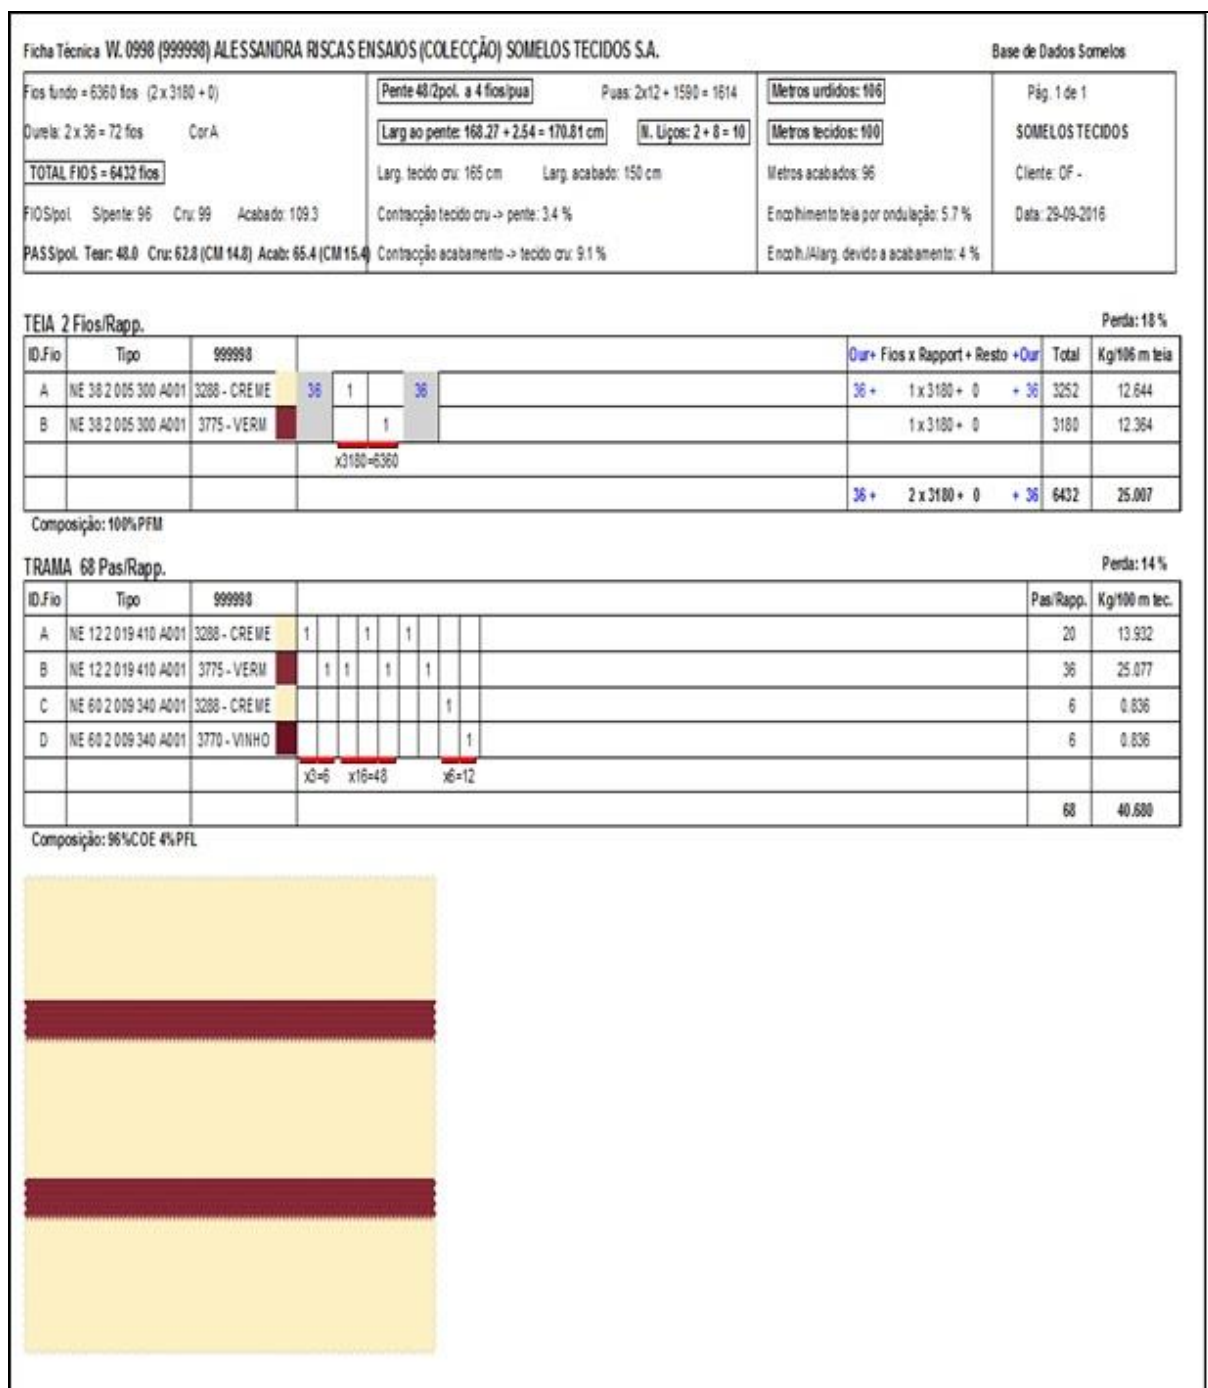 Ficha Técnica W. 0998 (999998) ALESSANDRA RISCAS ENSAIOS (COLECÇÃO) SOMELOS TECIDOS S.A. Base de Dados Somelos
Fios fundo = 6360 fios (2 x 3180 + 0) Pente 48/2pol. a 4 fios/pua Puas: 2x12 + 1590 = 1614 Metros urdidos: 106 Pág. 1 de 1
Ourela: 2 x 36 = 72 fios Cor A Larg ao pente: 168.27 + 2.54 = 170.81 cm N. Liços: 2 + 8 = 10 Metros tecidos: 100 SOMELOS TECIDOS
TOTAL FIOS = 6432 fios Larg. tecido cru: 165 cm Larg. acabado: 150 cm Metros acabados: 96 Cliente: OF -
FIOS/pol. S/pente: 96 Cru: 99 Acabado: 109.3 Contracção tecido cru -> pente: 3.4 % Encolhimento teia por ondulação: 5.7 % Data: 29-09-2016
PASS/pol. Tear: 48.0 Cru: 62.8 (CM 14.8) Acab: 65.4 (CM 15.4) Contracção acabamento -> tecido cru: 9.1 % Encolh./Alarg. devido a acabamento: 4 %
TEIA 2 Fios/Rapp. Perda: 18 %
ID.Fio Tipo 999998 Our+ Fios x Rapport + Resto +Our Total Kg/106 m teia
A NE 38 2 005 300 A001 3288 - CREME 36 1 36 36 + 1 x 3180 + 0 + 36 3252 12.644
B NE 38 2 005 300 A001 3775 - VERM 1 1 x 3180 + 0 3180 12.364
x3180=6360
36 + 2 x 3180 + 0 + 36 6432 25.007
Composição: 100%PFM
TRAMA 68 Pas/Rapp. Perda: 14 %
ID.Fio Tipo 999998 Pas/Rapp. Kg/100 m tec.
A NE 12 2 019 410 A001 3288 - CREME 1 1 1 20 13.932
B NE 12 2 019 410 A001 3775 - VERM 1 1 1 1 36 25.077
C NE 60 2 009 340 A001 3288 - CREME 1 6 0.836
D NE 60 2 009 340 A001 3770 - VINHO 1 6 0.836
x3=6 x16=48 x6=12
68 40.680
Composição: 96%COE 4%PFL